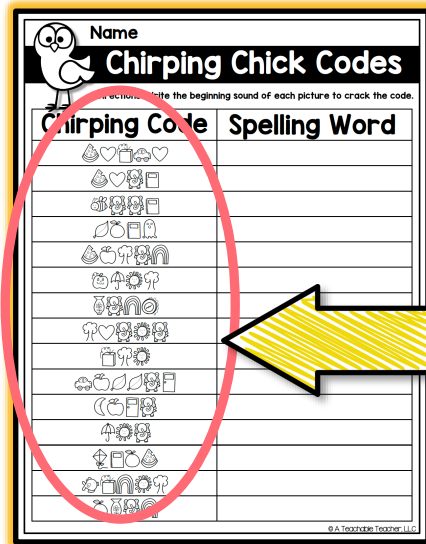 Name
Chirping Chick Codes
Directions: Write the beginning sound of each picture to crack the code.
Chirping Code
Spelling Word
© A Teachable Teacher, LLC